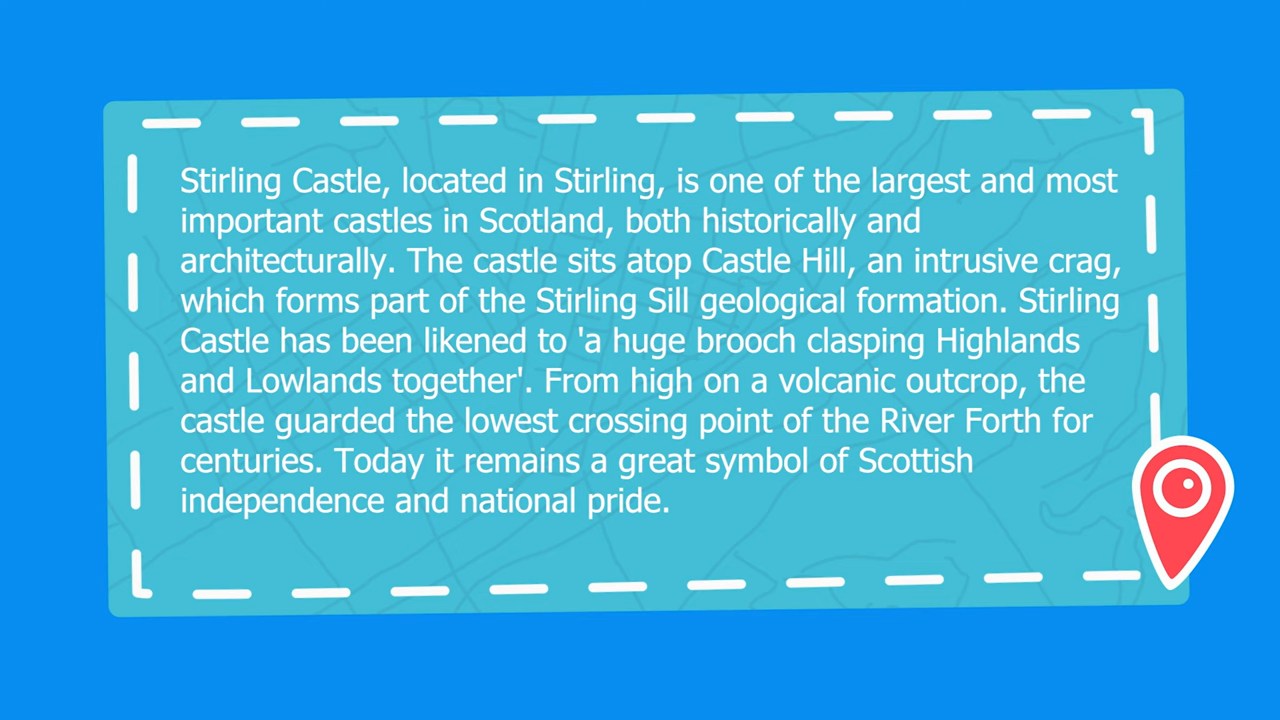 Stirling Castle, located in Stirling, is one of the largest and most
important castles in Scotland, both historically and
architecturally. The castle sits atop Castle Hill, an intrusive crag,
which forms part of the Stirling Sill geological formation. Stirling
Castle has been likened to 'a huge brooch clasping Highlands
and Lowlands together'. From high on a volcanic outcrop, the
castle guarded the lowest crossing point of the River Forth for
centuries. Today it remains a great symbol of Scottish
independence and national pride.